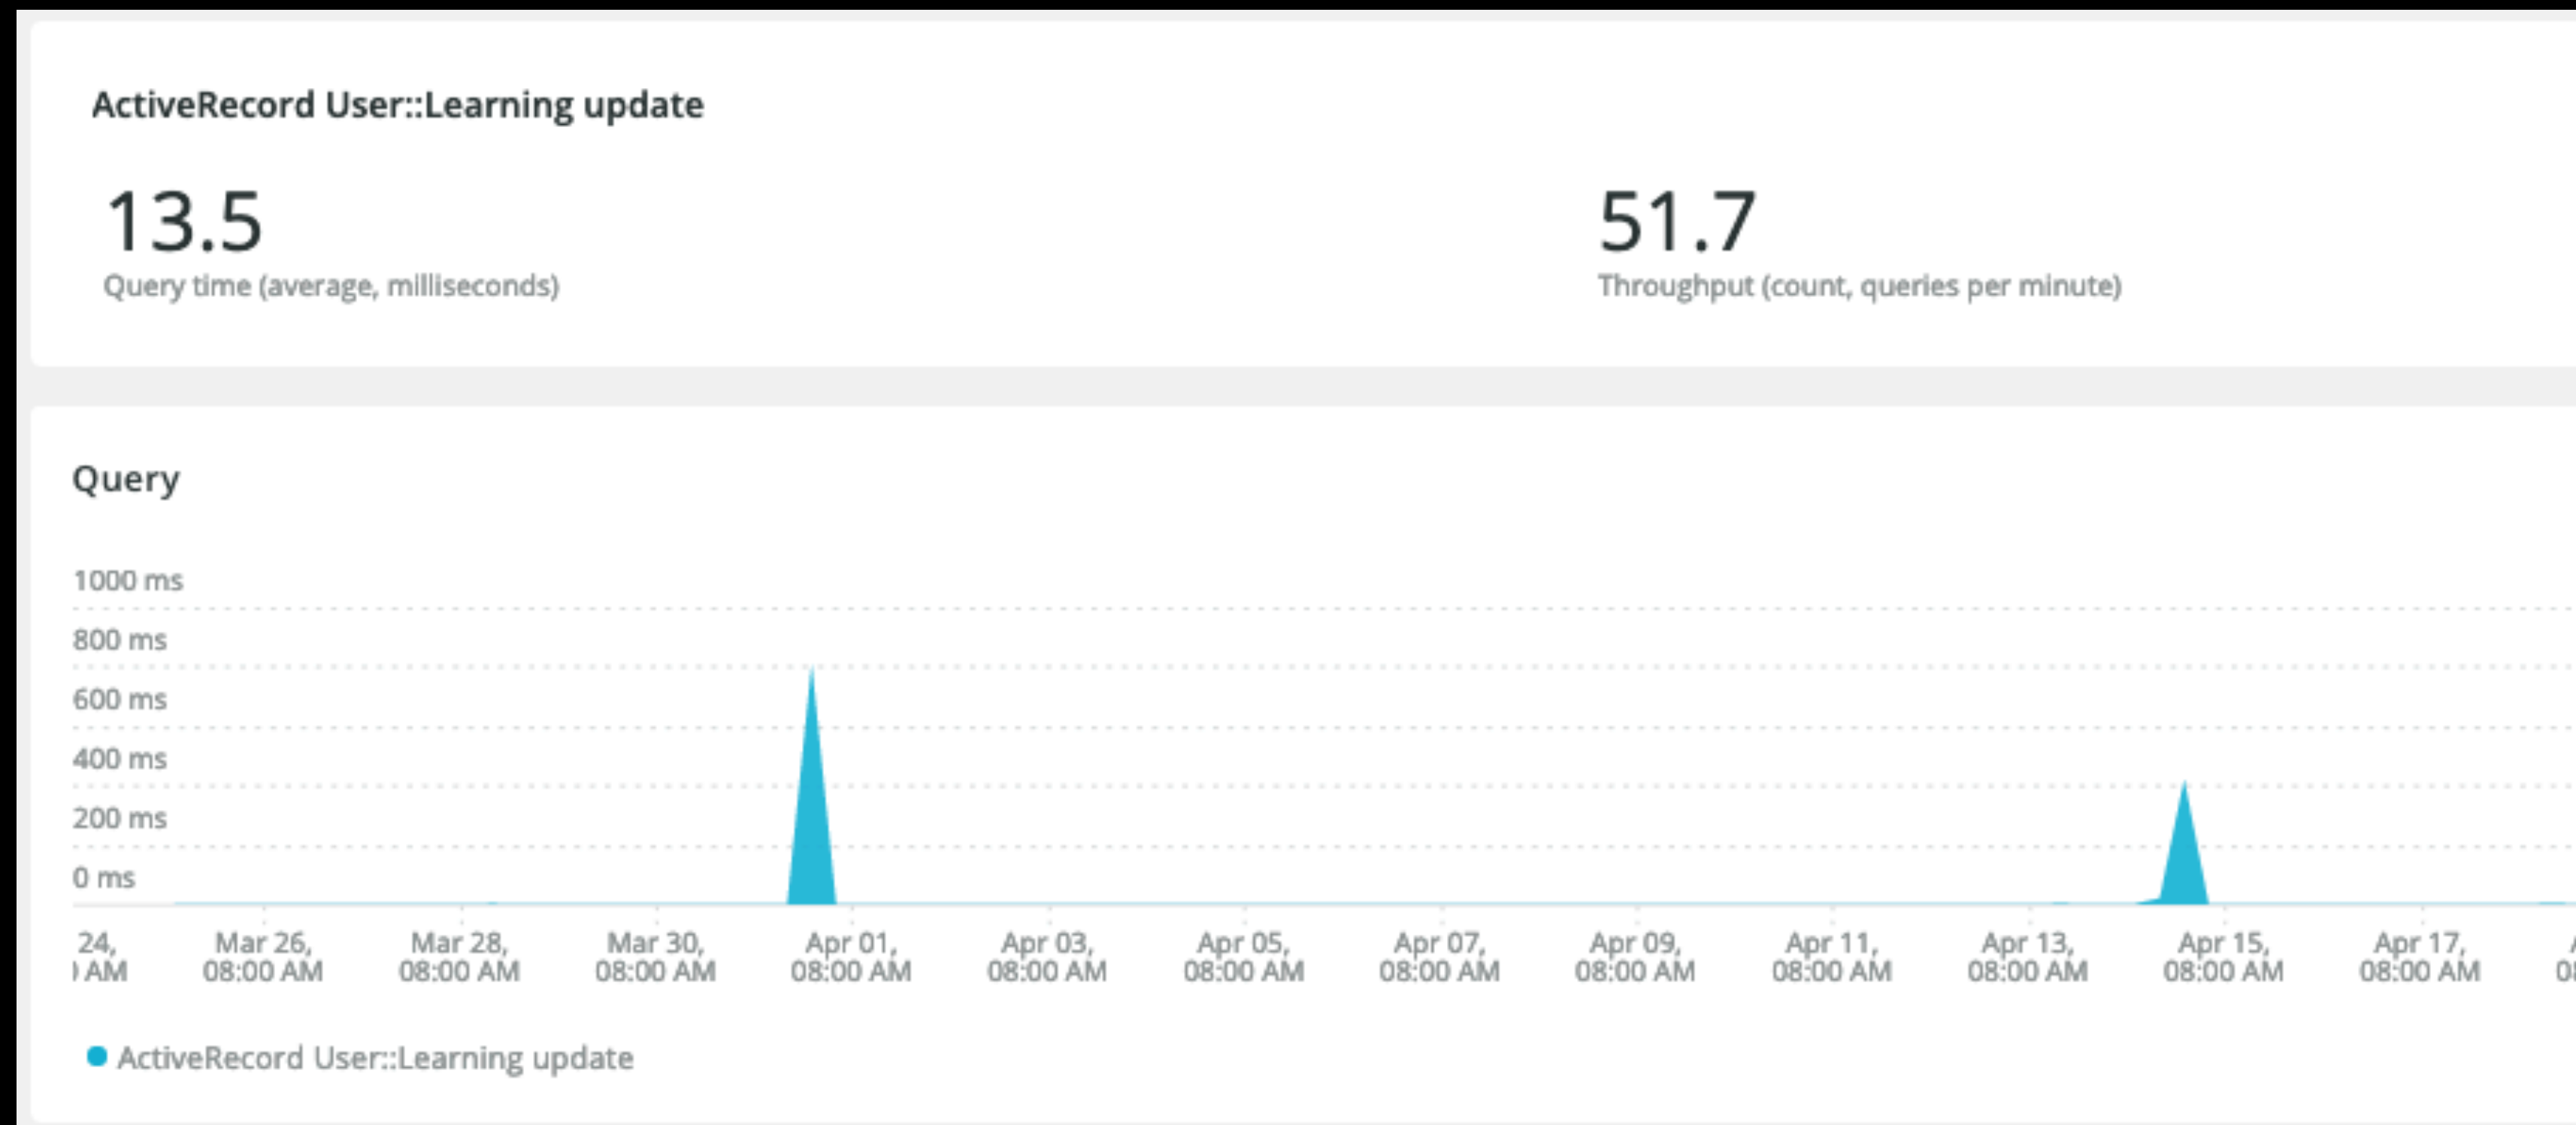 ActiveRecord User::Learning update
13.5
51.7
Query time (average, milliseconds)
Throughput (count, queries per minute)
Query
1000 ms
800 ms
600 ms
400 ms
200 ms
0 ms
24, Mar 26, Mar 28, Mar 30, Apr 01, Apr 03, Apr 05, Apr 07, Apr 09, Apr 11, Apr 13, Apr 15, Apr 17,
AM 08:00 AM 08:00 AM 08:00 AM 08:00 AM 08:00 AM 08:00 AM 08:00 AM 08:00 AM 08:00 AM 08:00 AM 08:00 AM 08:00 AM
ActiveRecord User::Learning update